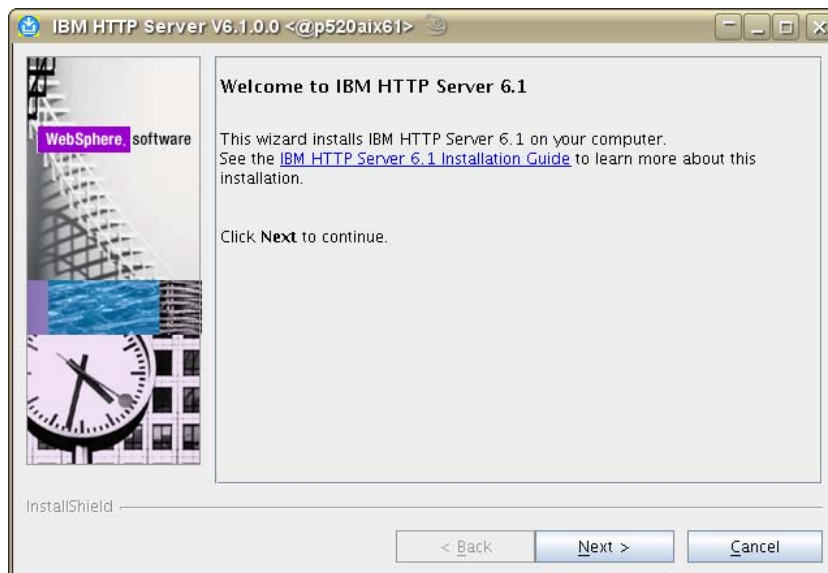 IBM HTTP Server V6.1.0.0 <@p520aix61>
WebSphere. software
Welcome to IBM HTTP Server 6.1
This wizard installs IBM HTTP Server 6.1 on your computer.
See the IBM HTTP Server 6.1 Installation Guide to learn more about this
installation.
Click Next to continue.
InstallShield
< Back
Next >
Cancel